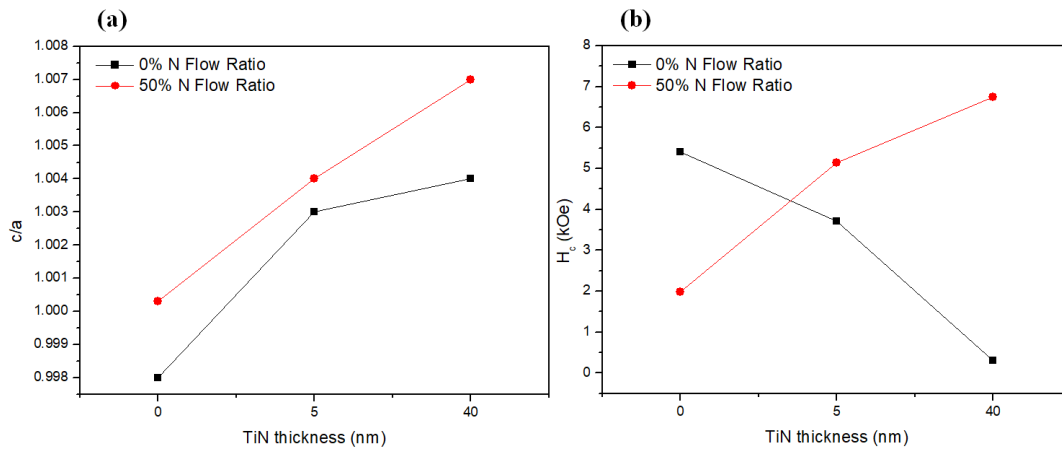 (a)
1.008
1.007
1.006
1.005
1.004
1.003
1.002
1.001
1.000
0.999
0.998
c/a
0% N Flow Ratio
50% N Flow Ratio
0
5
40
TiN thickness (nm)
(b)
8
7
6
5
4
3
2
1
0
Hc (kOe)
0% N Flow Ratio
50% N Flow Ratio
0
5
40
TiN thickness (nm)